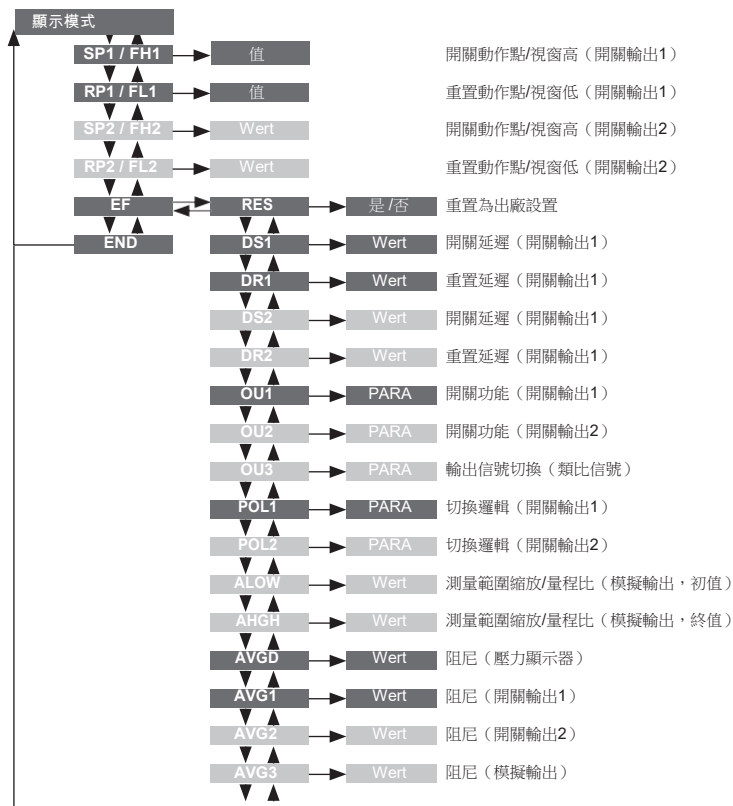 顯示模式
SP1 / FH1 值 開關動作點/視窗高（開關輸出1）
RP1 / FL1 值 重置動作點/視窗低（開關輸出1）
SP2 / FH2 Wert 開關動作點/視窗高（開關輸出2）
RP2 / FL2 Wert 重置動作點/視窗低（開關輸出2）
EF RES 是 /否 重置為出廠設置
END DS1 Wert 開關延遲（開關輸出1）
DR1 Wert 重置延遲（開關輸出1）
DS2 Wert 開關延遲（開關輸出1）
DR2 Wert 重置延遲（開關輸出1）
OU1 PARA 開關功能（開關輸出1）
OU2 PARA 開關功能（開關輸出2）
OU3 PARA 輸出信號切換（類比信號）
POL1 PARA 切換邏輯（開關輸出1）
POL2 PARA 切換邏輯（開關輸出2）
ALOW Wert 測量範圍縮放/量程比（模擬輸出，初值）
AHGH Wert 測量範圍縮放/量程比（模擬輸出，終值）
AVGD Wert 阻尼（壓力顯示器）
AVG1 Wert 阻尼（開關輸出1）
AVG2 Wert 阻尼（開關輸出2）
AVG3 Wert 阻尼（模擬輸出）